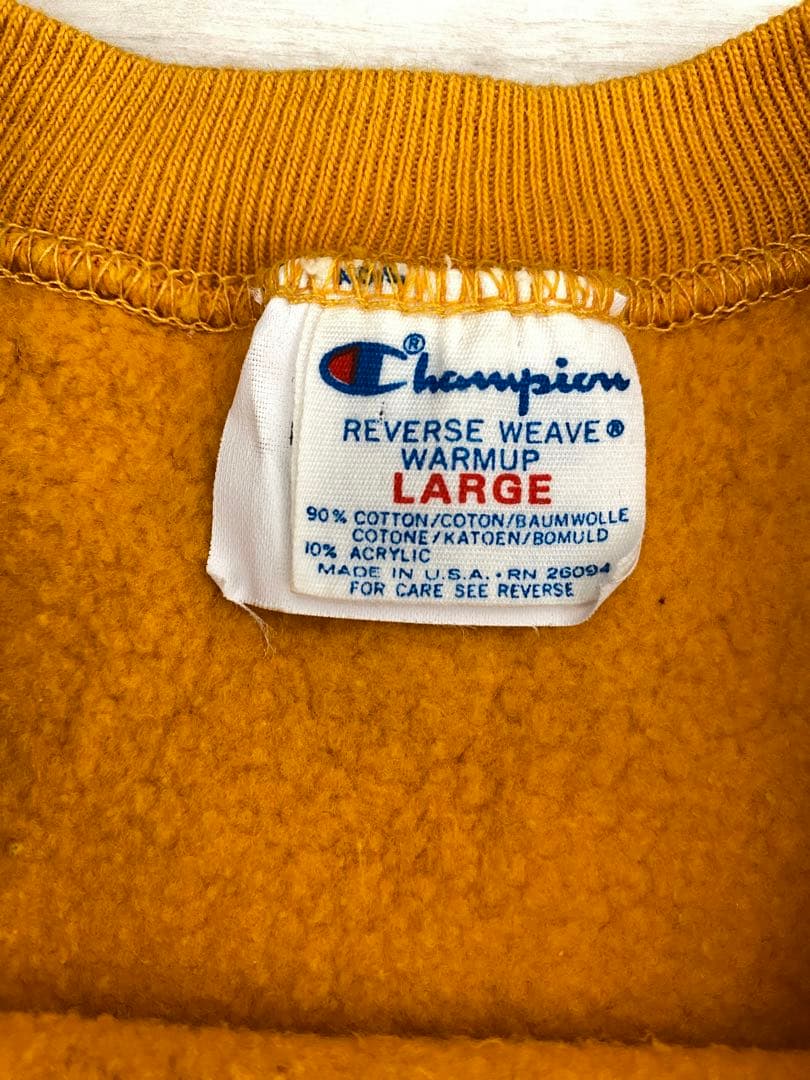 Champion®
REVERSE WEAVE®
WARMUP
LARGE
90% COTTON/COTON/BAUMWOLLE
COTONE/KATOEN/BOMULD
10% ACRYLIC
MADE IN U.S.A. • RN 26094
FOR CARE SEE REVERSE